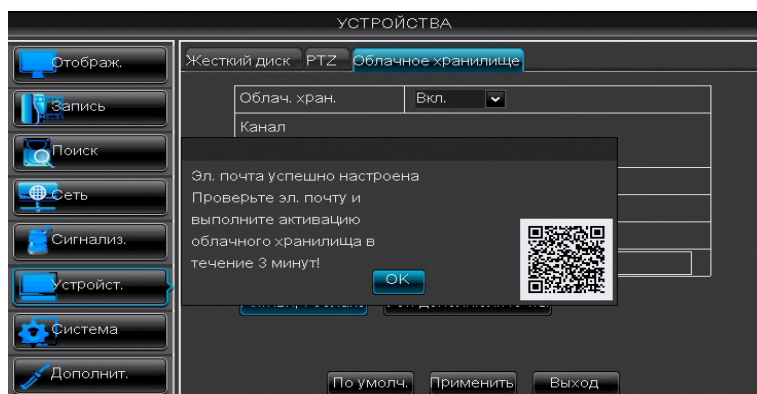 УСТРОЙСТВА
Отображ.
Запись
Поиск
Сеть
Сигнализ.
Устройст.
Система
Дополнит.
Жесткий диск PTZ Облачное хранилище
Облач. хран. Вкл.
Канал
Эл. почта успешно настроена
Проверьте эл. почту и
выполните активацию
облачного хранилища в
течение 3 минут!
OK
По умолч. Применить Выход